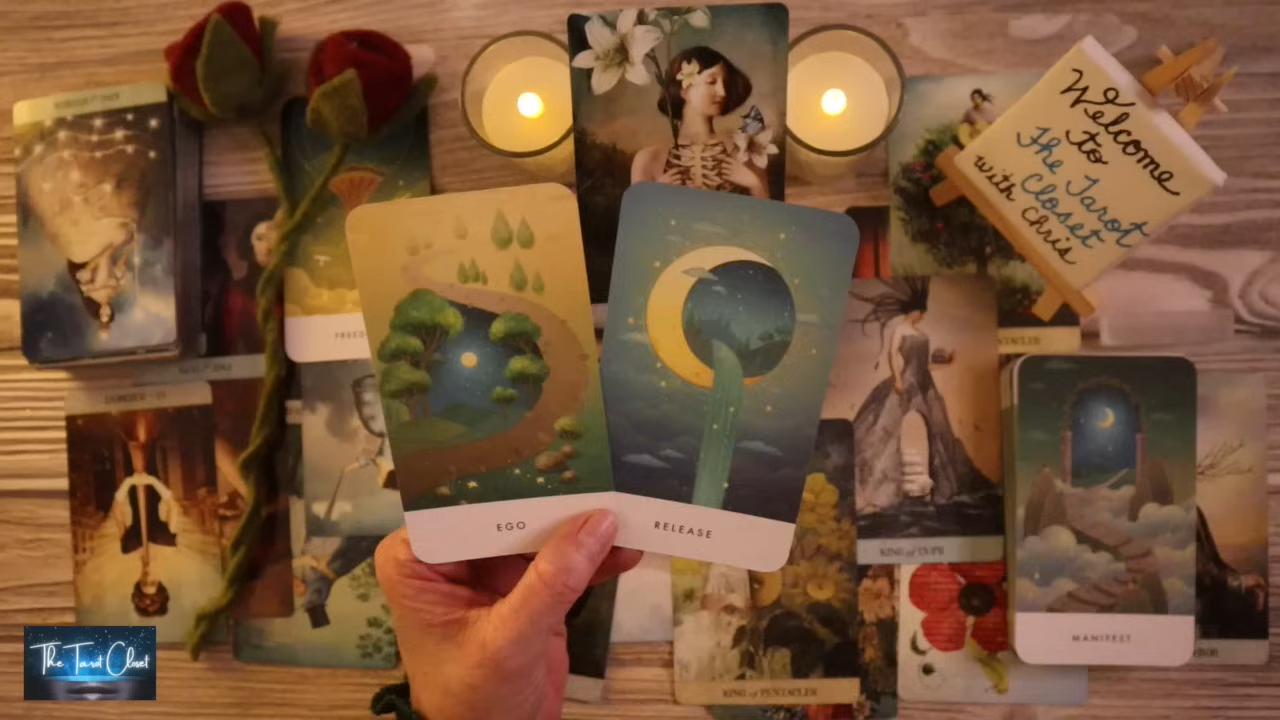 Welcome
to
The Tarot
Closet
with Chris
EGO
RELEASE
MANIFEST
KING of CUPS
KING of PENTACLES
The Tarot Closet